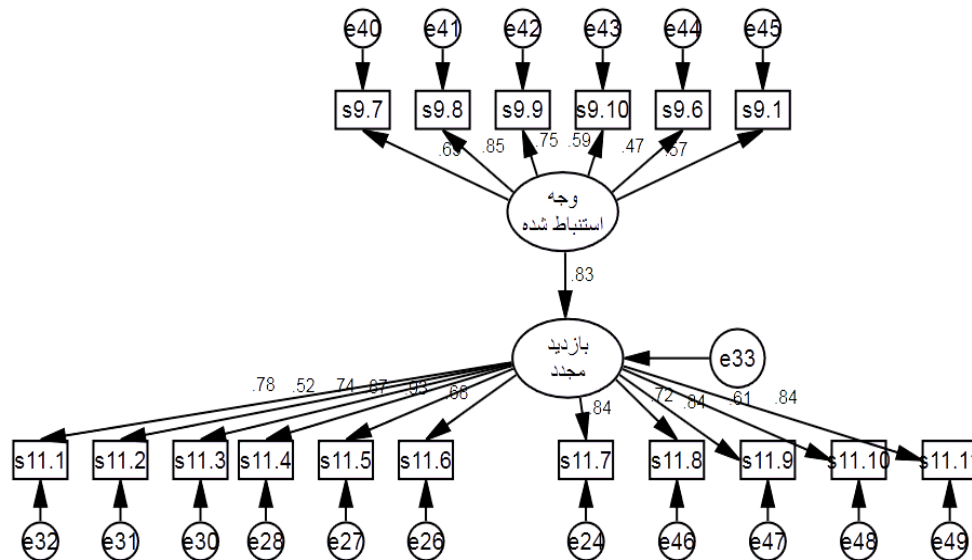 e40 e41 e42 e43 e44 e45
s9.7 s9.8 s9.9 s9.10 s9.6 s9.1
.85 .75 .59 .47
وجه
استنباط شده
.83
بازدید
مجدد
e33
.78 .52 .74 .87 .93 .68 .84 .72 .84 .61 .84
s11.1 s11.2 s11.3 s11.4 s11.5 s11.6 s11.7 s11.8 s11.9 s11.10 s11.11
e32 e31 e30 e28 e27 e26 e24 e46 e47 e48 e49